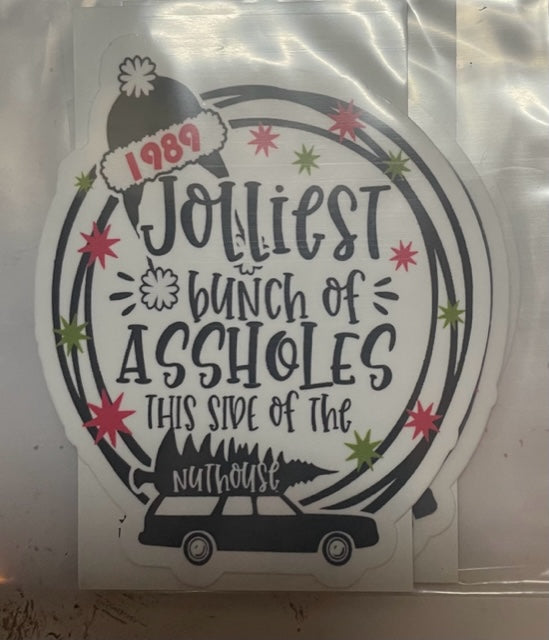 1989
JOLLiEST
bUNCh of
ASSHOLES
THIS SIDE of The
NUTHOUSE